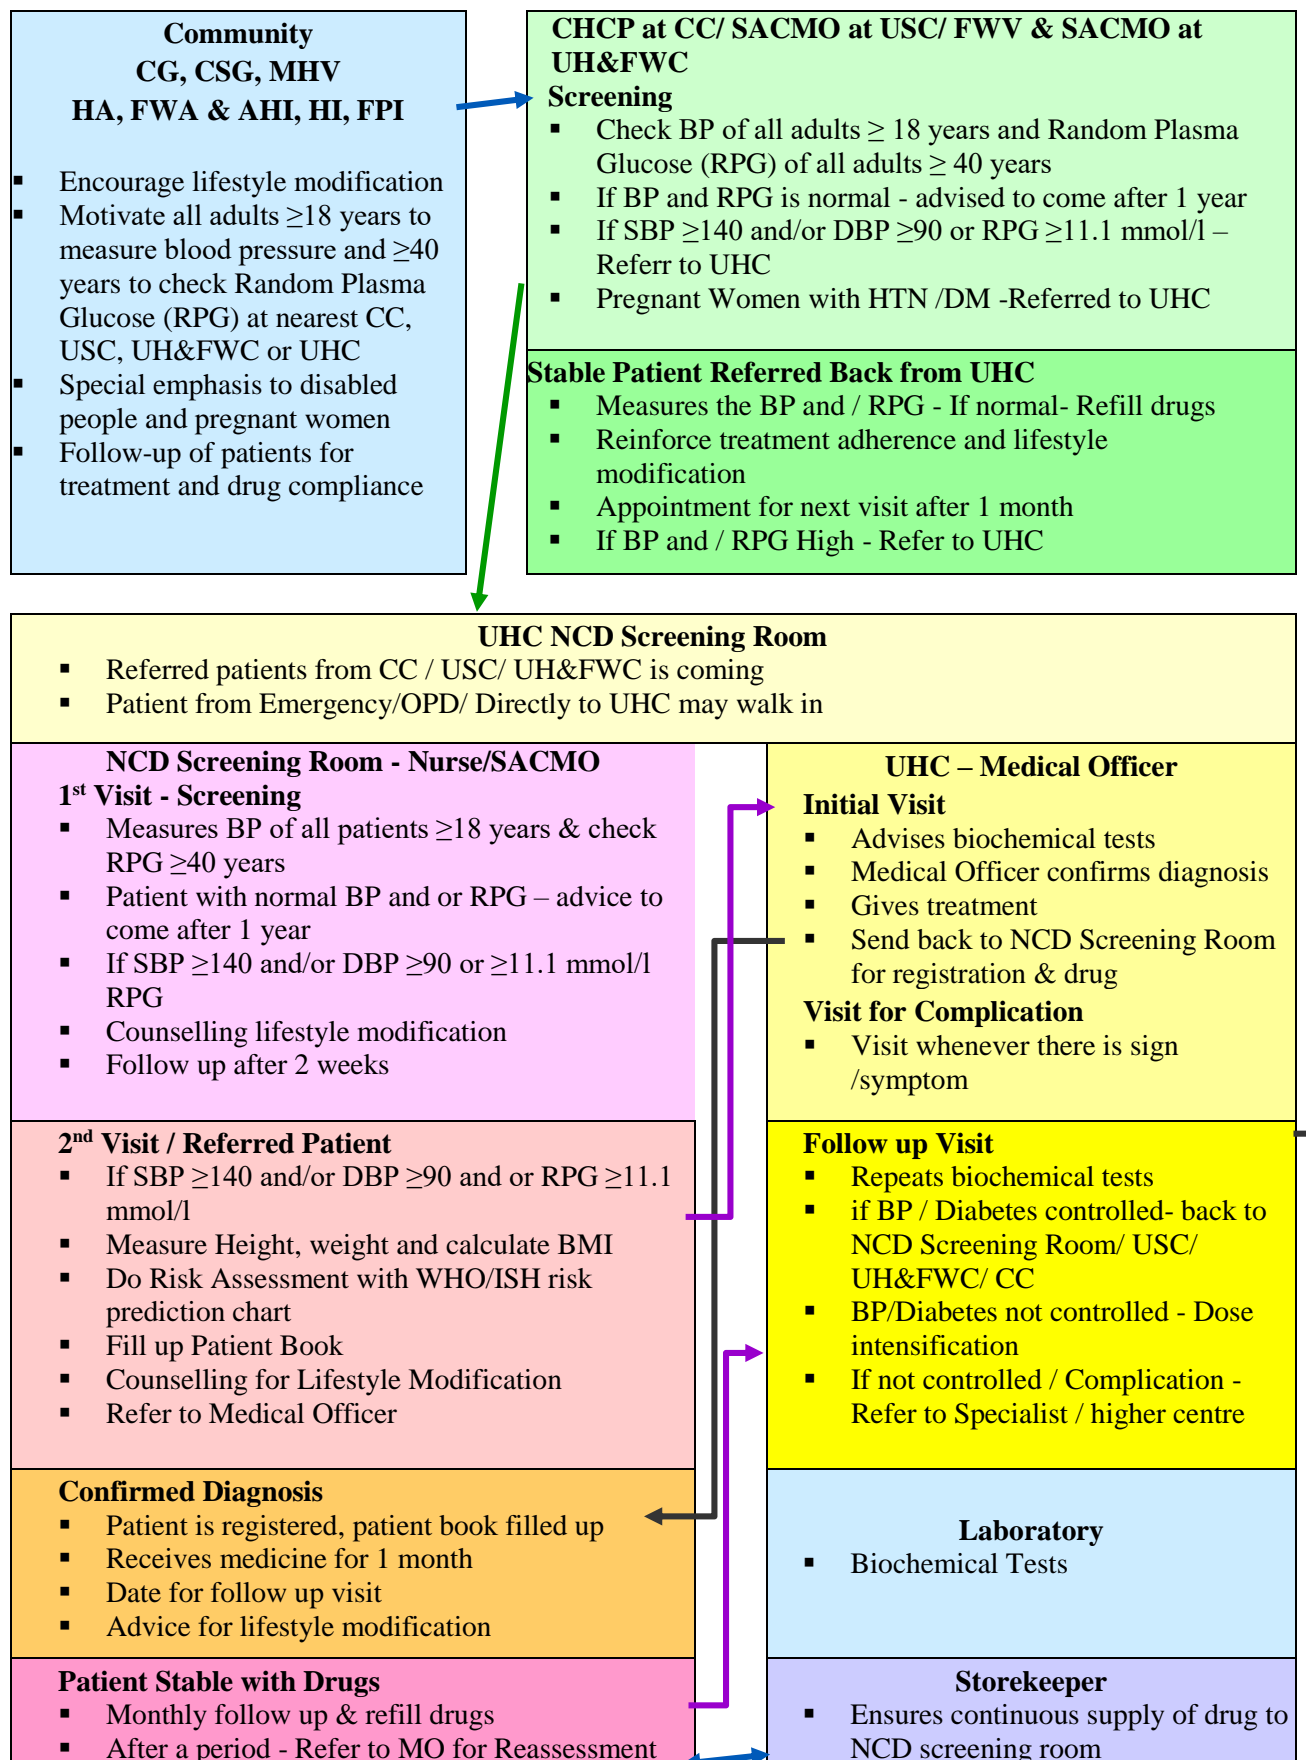 Community
CG, CSG, MHV
HA, FWA & AHI, HI, FPI
▪ Encourage lifestyle modification
▪ Motivate all adults ≥18 years to
measure blood pressure and ≥40
years to check Random Plasma
Glucose (RPG) at nearest CC,
USC, UH&FWC or UHC
▪ Special emphasis to disabled
people and pregnant women
▪ Follow-up of patients for
treatment and drug compliance
CHCP at CC/ SACMO at USC/ FWV & SACMO at
UH&FWC
Screening
▪ Check BP of all adults ≥ 18 years and Random Plasma
Glucose (RPG) of all adults ≥ 40 years
▪ If BP and RPG is normal - advised to come after 1 year
▪ If SBP ≥140 and/or DBP ≥90 or RPG ≥11.1 mmol/l –
Referr to UHC
▪ Pregnant Women with HTN /DM -Referred to UHC
Stable Patient Referred Back from UHC
▪ Measures the BP and / RPG - If normal- Refill drugs
▪ Reinforce treatment adherence and lifestyle
modification
▪ Appointment for next visit after 1 month
▪ If BP and / RPG High - Refer to UHC
UHC NCD Screening Room
▪ Referred patients from CC / USC/ UH&FWC is coming
▪ Patient from Emergency/OPD/ Directly to UHC may walk in
NCD Screening Room - Nurse/SACMO
1st Visit - Screening
▪ Measures BP of all patients ≥18 years & check
RPG ≥40 years
▪ Patient with normal BP and or RPG – advice to
come after 1 year
▪ If SBP ≥140 and/or DBP ≥90 or ≥11.1 mmol/l
RPG
▪ Counselling lifestyle modification
▪ Follow up after 2 weeks
2nd Visit / Referred Patient
▪ If SBP ≥140 and/or DBP ≥90 and or RPG ≥11.1
mmol/l
▪ Measure Height, weight and calculate BMI
▪ Do Risk Assessment with WHO/ISH risk
prediction chart
▪ Fill up Patient Book
▪ Counselling for Lifestyle Modification
▪ Refer to Medical Officer
Confirmed Diagnosis
▪ Patient is registered, patient book filled up
▪ Receives medicine for 1 month
▪ Date for follow up visit
▪ Advice for lifestyle modification
Patient Stable with Drugs
▪ Monthly follow up & refill drugs
▪ After a period - Refer to MO for Reassessment
UHC – Medical Officer
Initial Visit
▪ Advises biochemical tests
▪ Medical Officer confirms diagnosis
▪ Gives treatment
▪ Send back to NCD Screening Room
for registration & drug
Visit for Complication
▪ Visit whenever there is sign
/symptom
Follow up Visit
▪ Repeats biochemical tests
▪ if BP / Diabetes controlled- back to
NCD Screening Room/ USC/
UH&FWC/ CC
▪ BP/Diabetes not controlled - Dose
intensification
▪ If not controlled / Complication -
Refer to Specialist / higher centre
Laboratory
▪ Biochemical Tests
Storekeeper
▪ Ensures continuous supply of drug to
NCD screening room